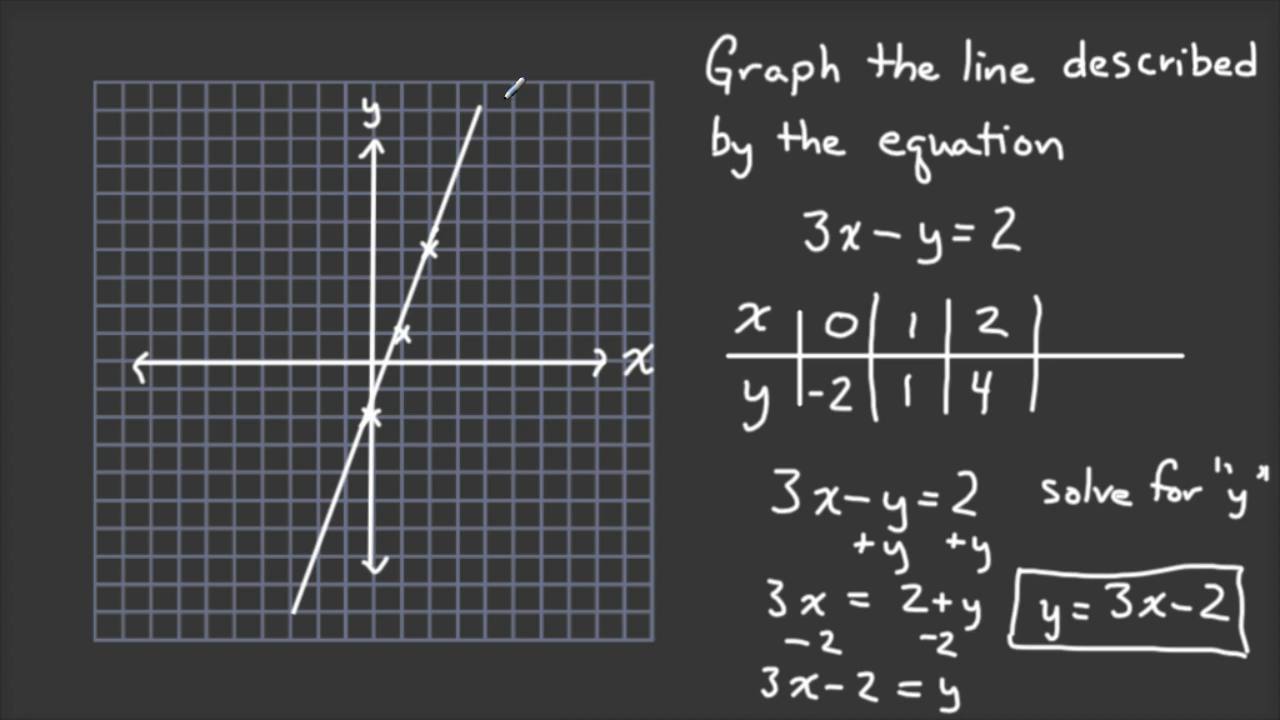 y
x
Graph the line described
by the equation
3x - y = 2
x 0 1 2
y -2 1 4
3x - y = 2 solve for "y"
+y +y
3x = 2 + y
-2 -2
3x - 2 = y
y = 3x - 2